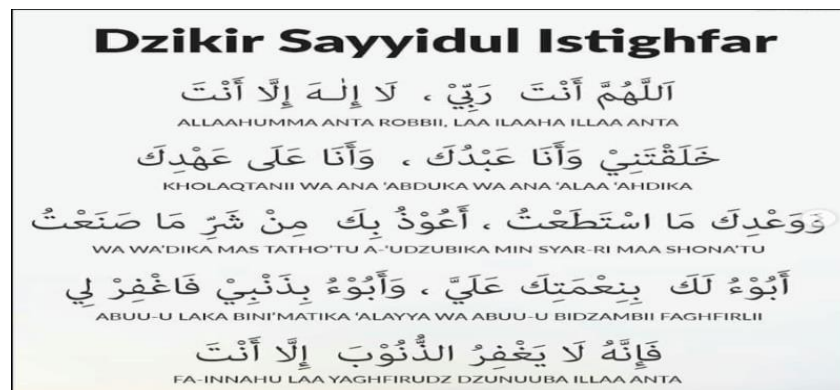 Dzikir Sayyidul Istighfar
اَللّٰهُمَّ أَنْتَ رَبِّيْ ، لَا إِلٰـهَ إِلَّا أَنْتَ
ALLAAHUMMA ANTA ROBBII, LAA ILAAHA ILLAA ANTA
خَلَقْتَنِيْ وَأَنَا عَبْدُكَ ، وَأَنَا عَلَى عَهْدِكَ
KHOLAQTANII WA ANA ‘ABDUKA WA ANA ‘ALAA ‘AHDIKA
وَوَعْدِكَ مَا اسْتَطَعْتُ ، أَعُوْذُ بِكَ مِنْ شَرِّ مَا صَنَعْتُ
WA WA’DIKA MAS TATHO’TU A-‘UDZUBIKA MIN SYAR-RI MAA SHONA’TU
أَبُوْءُ لَكَ بِنِعْمَتِكَ عَلَيَّ ، وَأَبُوْءُ بِذَنْبِيْ فَاغْفِرْ لِي
ABUU-U LAKA BINI’MATIKA ‘ALAYYA WA ABUU-U BIDZAMBII FAGHFIRLII
فَإِنَّهُ لَا يَغْفِرُ الذُّنُوْبَ إِلَّا أَنْتَ
FA-INNAHU LAA YAGHFIRUDZ DZUNUUBA ILLAA ANTA